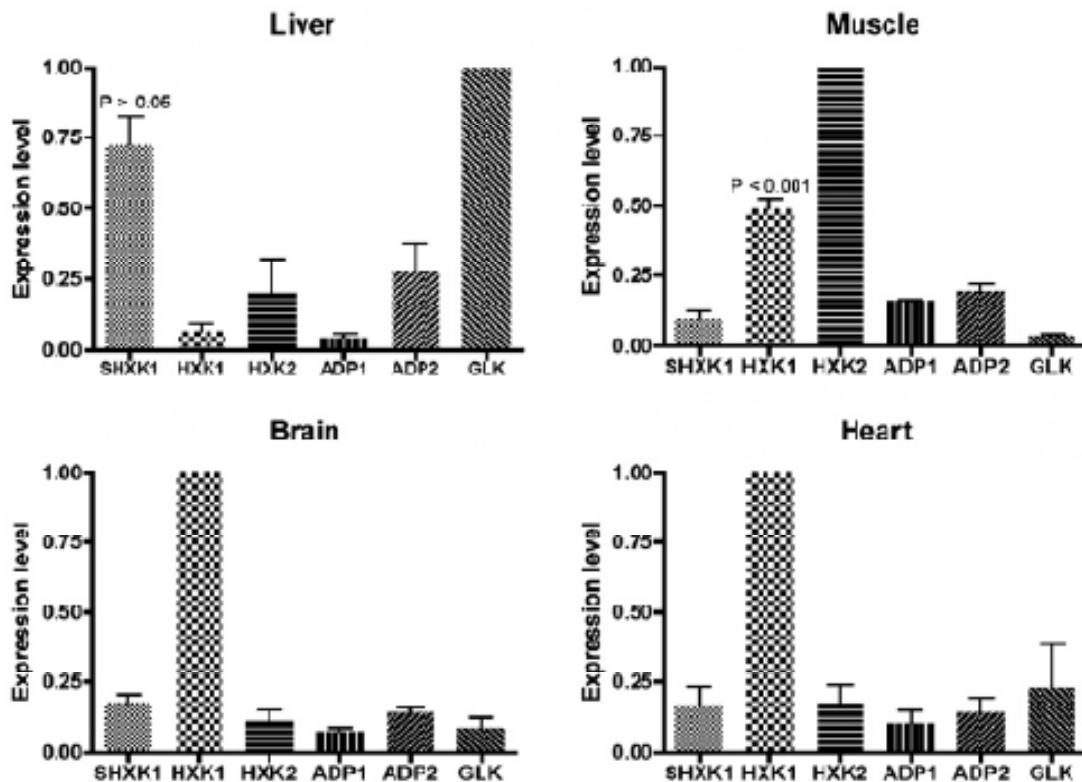 Liver
Expression level
1.00
0.75
0.50
0.25
0.00
P > 0.05
SHXK1 HXK1 HXK2 ADP1 ADP2 GLK
Muscle
Expression level
1.00
0.75
0.50
0.25
0.00
P < 0.001
SHXK1 HXK1 HXK2 ADP1 ADP2 GLK
Brain
Expression level
1.00
0.75
0.50
0.25
0.00
SHXK1 HXK1 HXK2 ADP1 ADP2 GLK
Heart
Expression level
1.00
0.75
0.50
0.25
0.00
SHXK1 HXK1 HXK2 ADP1 ADP2 GLK